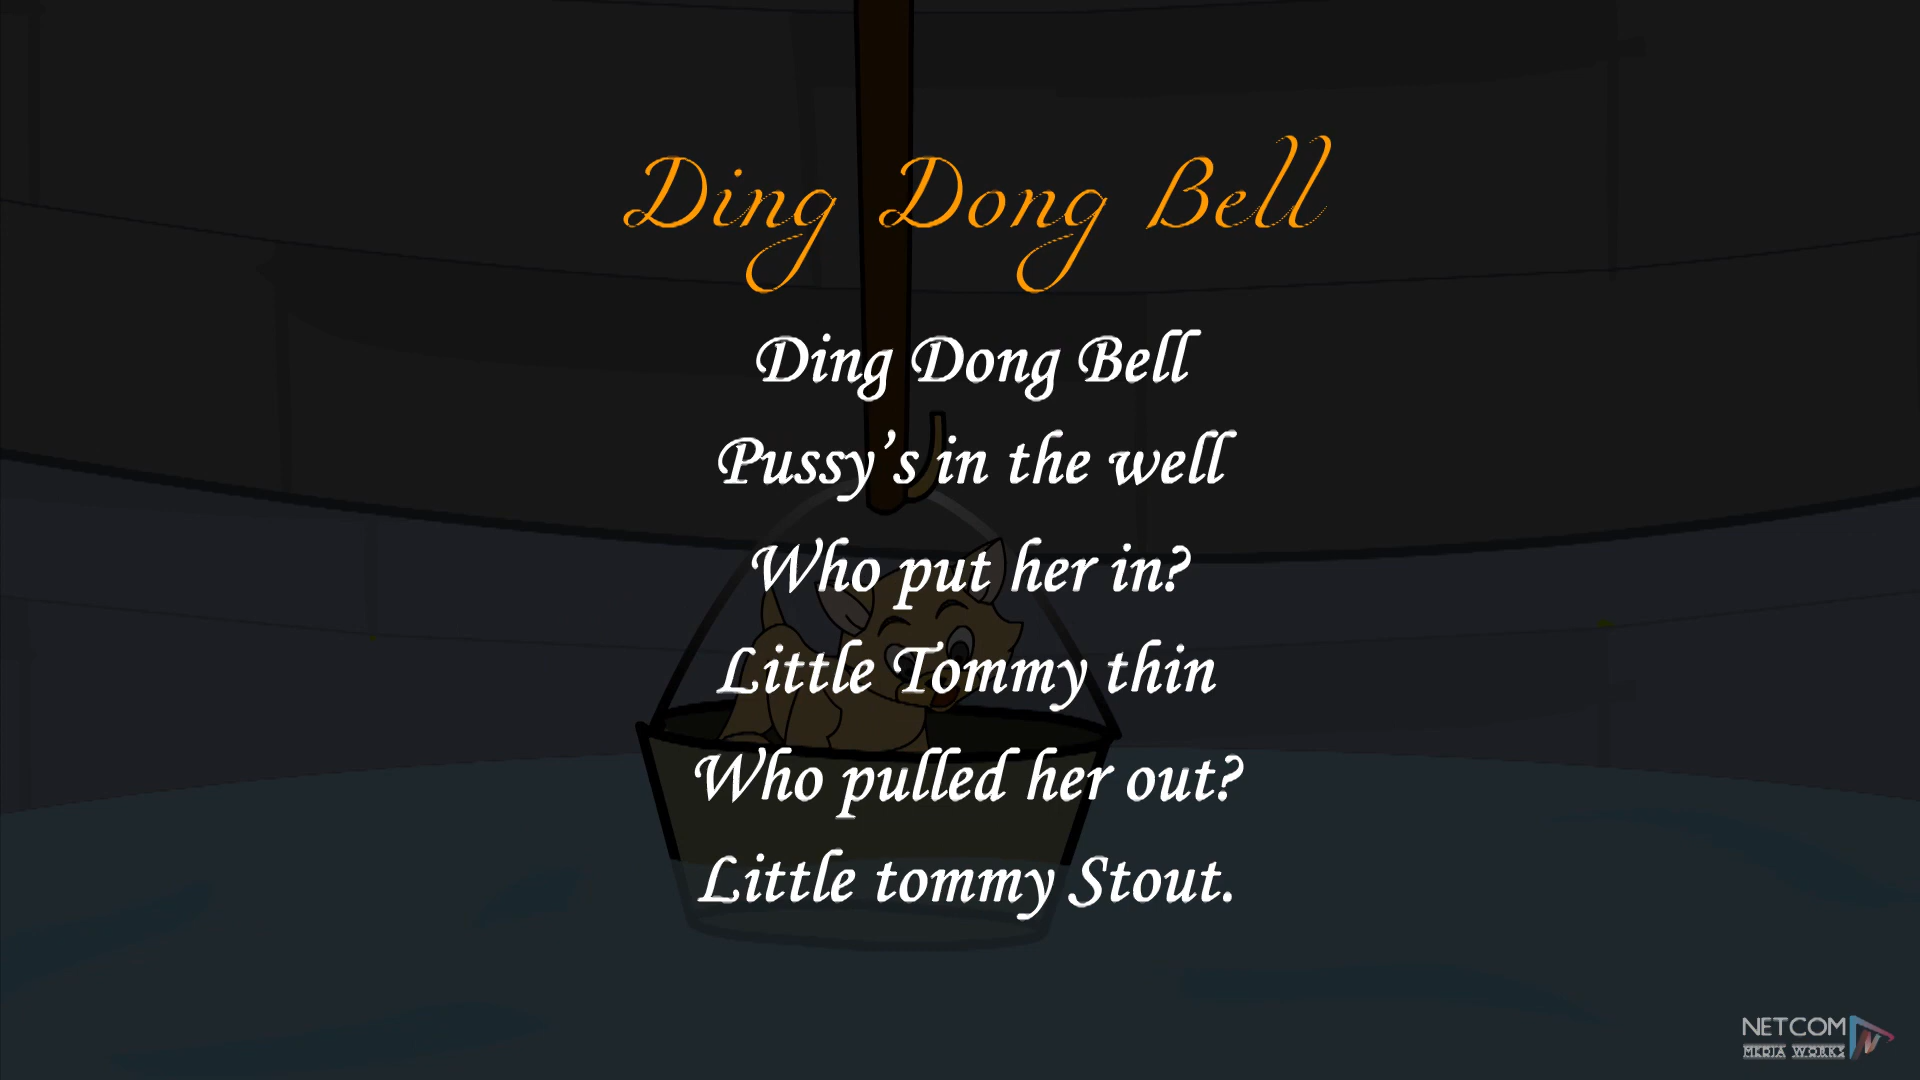 Ding Dong Bell
Ding Dong Bell
Pussy's in the well
Who put her in?
Little Tommy thin
Who pulled her out?
Little tommy Stout.
NETCOM
MEDIA WORKS